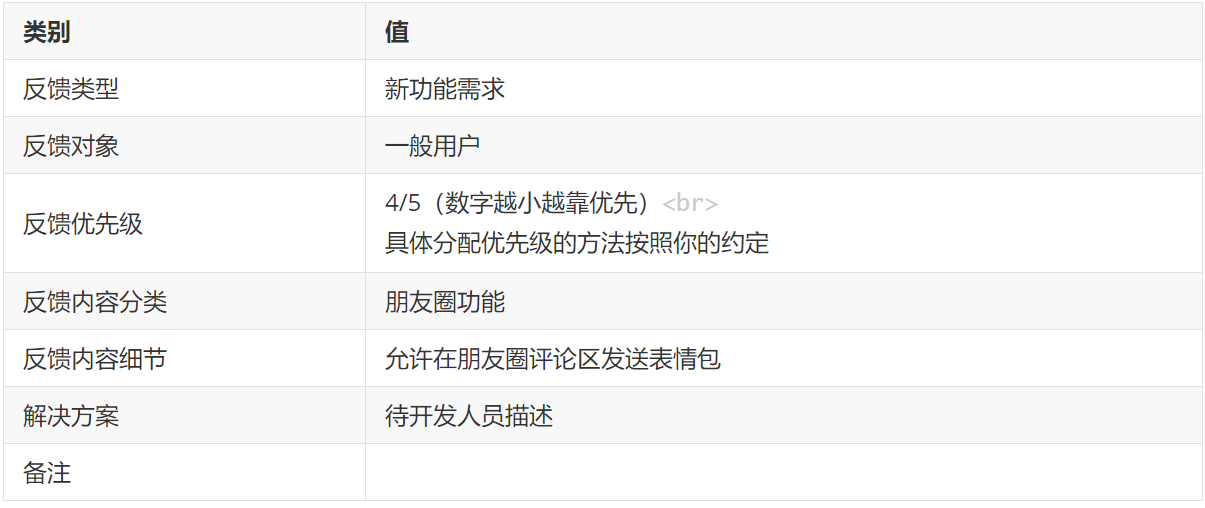 类别 值
反馈类型 新功能需求
反馈对象 一般用户
反馈优先级 4/5（数字越小越靠优先）<br>
具体分配优先级的方法按照你的约定
反馈内容分类 朋友圈功能
反馈内容细节 允许在朋友圈评论区发送表情包
解决方案 待开发人员描述
备注